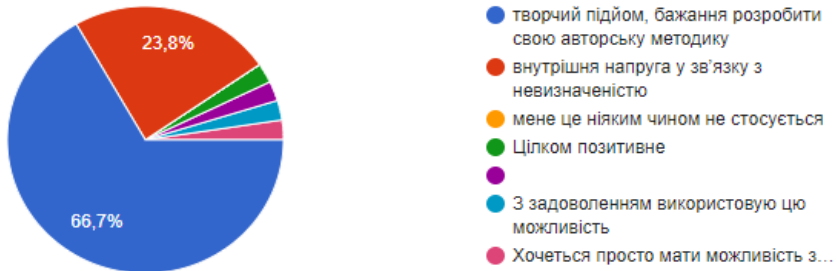 23,8%
66,7%
творчий підйом, бажання розробити
свою авторську методику
внутрішня напруга у зв’язку з
невизначеністю
мене це ніяким чином не стосується
Цілком позитивне
З задоволенням використовую цю
можливість
Хочеться просто мати можливість з…